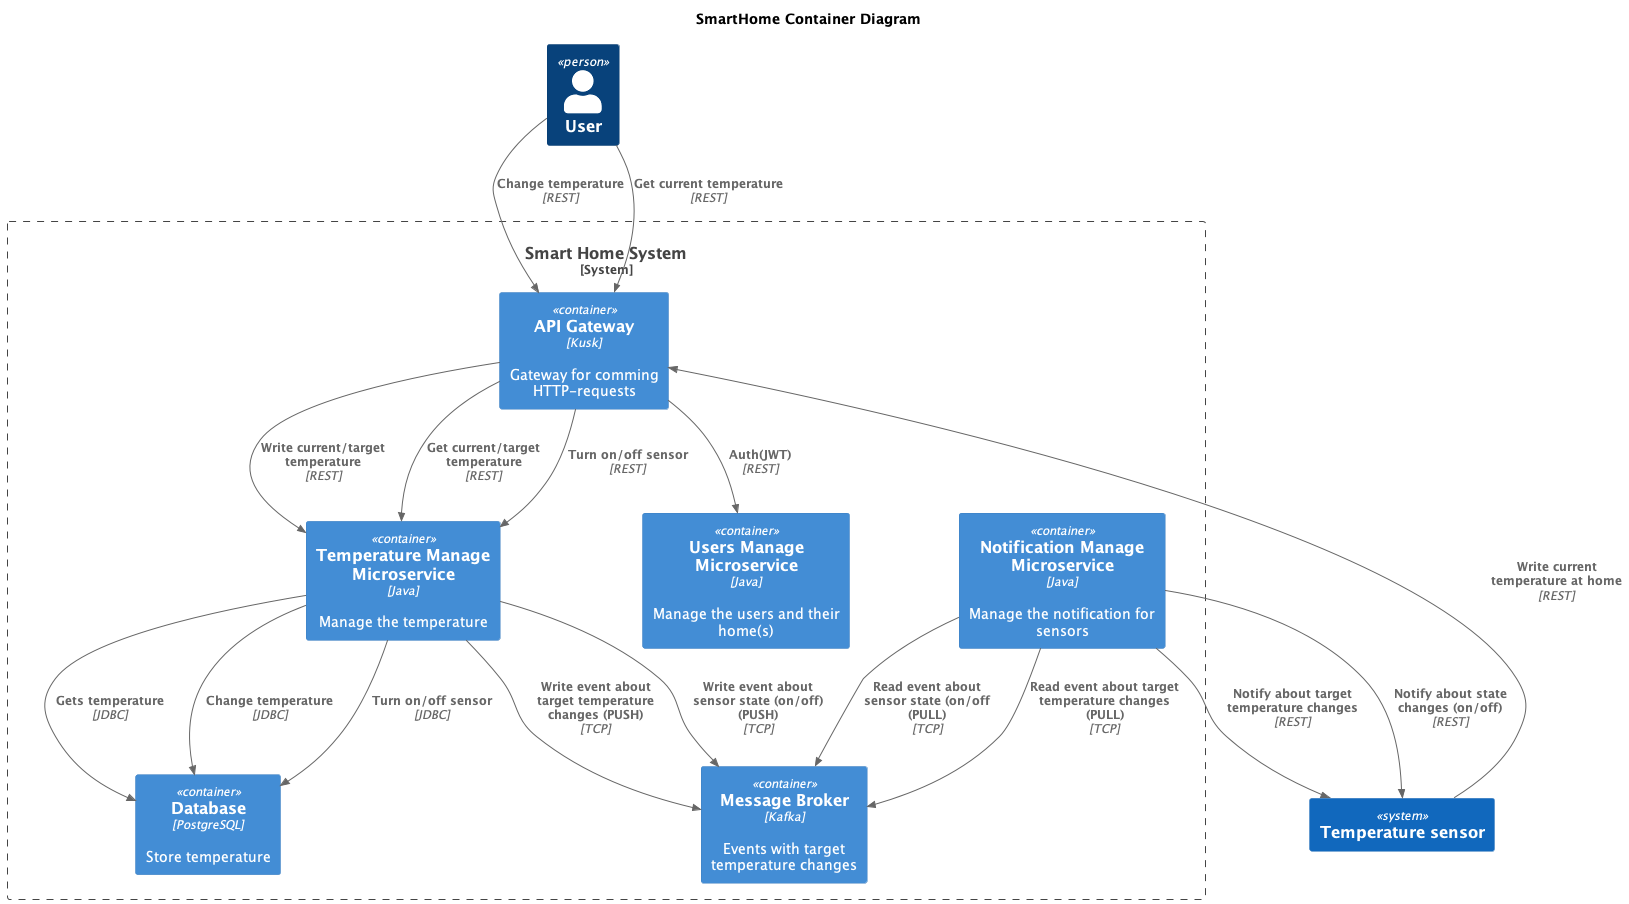 SmartHome Container Diagram
«person»
User
Change temperature
[REST]
Get current temperature
[REST]
Smart Home System
[System]
«container»
API Gateway
[Kusk]
Gateway for comming
HTTP-requests
Write current/target
temperature
[REST]
Get current/target
temperature
[REST]
Turn on/off sensor
[REST]
Auth(JWT)
[REST]
«container»
Temperature Manage
Microservice
[Java]
Manage the temperature
«container»
Users Manage
Microservice
[Java]
Manage the users and their
home(s)
«container»
Notification Manage
Microservice
[Java]
Manage the notification for
sensors
Write current
temperature at home
[REST]
Gets temperature
[JDBC]
Change temperature
[JDBC]
Turn on/off sensor
[JDBC]
Write event about
target temperature
changes (PUSH)
[TCP]
Write event about
sensor state (on/off)
(PUSH)
[TCP]
Read event about
sensor state (on/off
(PULL)
[TCP]
Read event about target
temperature changes
(PULL)
[TCP]
Notify about target
temperature changes
[REST]
Notify about state
changes (on/off)
[REST]
«container»
Database
[PostgreSQL]
Store temperature
«container»
Message Broker
[Kafka]
Events with target
temperature changes
«system»
Temperature sensor